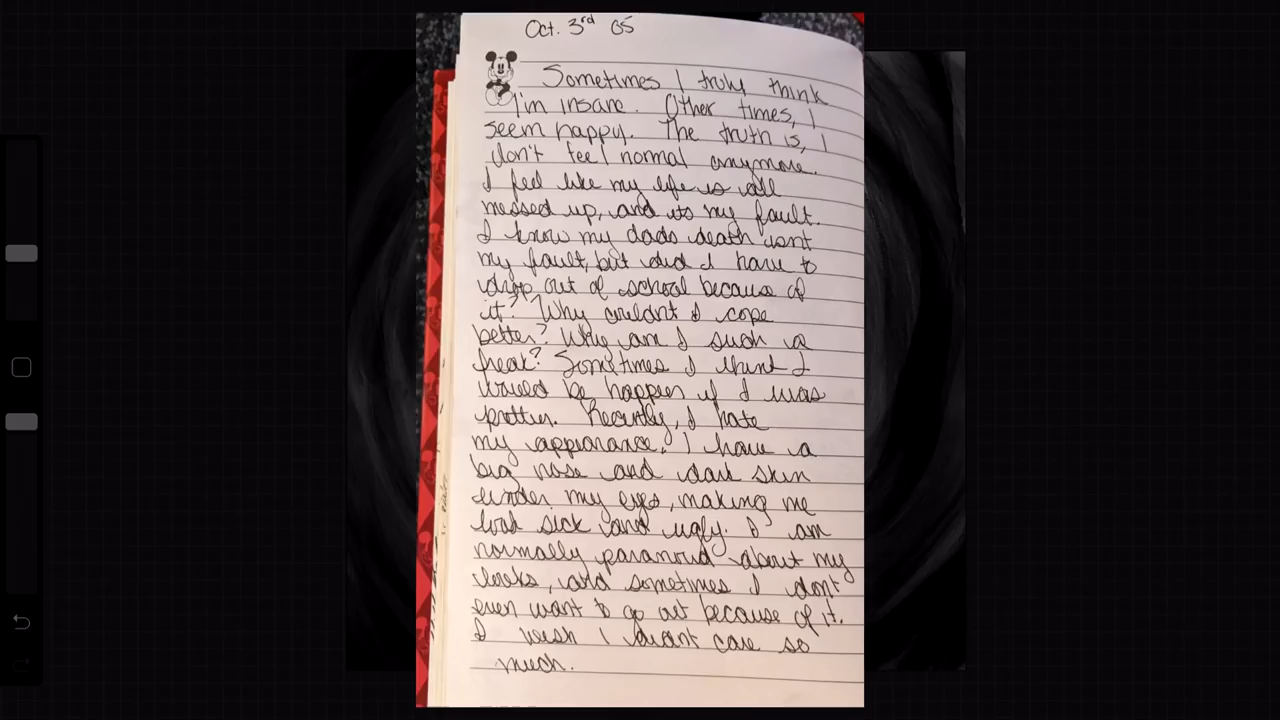 Oct. 3rd 05
Sometimes I truly think
I'm insane. Other times, I
seem happy. The truth is, I
don't feel normal anymore.
I feel like my life is all
messed up, and its my fault.
I know my dads death isnt
my fault, but did I have to
drop out of school because of
it? Why couldn't I cope
better? Why am I such a
freak? Sometimes I think I
would be happier if I was
prettier. Recently, I hate
my appearance. I have a
big nose and dark skin
under my eyes, making me
look sick and ugly. I am
normally paranoid about my
looks, and sometimes I don't
even want to go out because of it.
I wish I didnt care so
much.